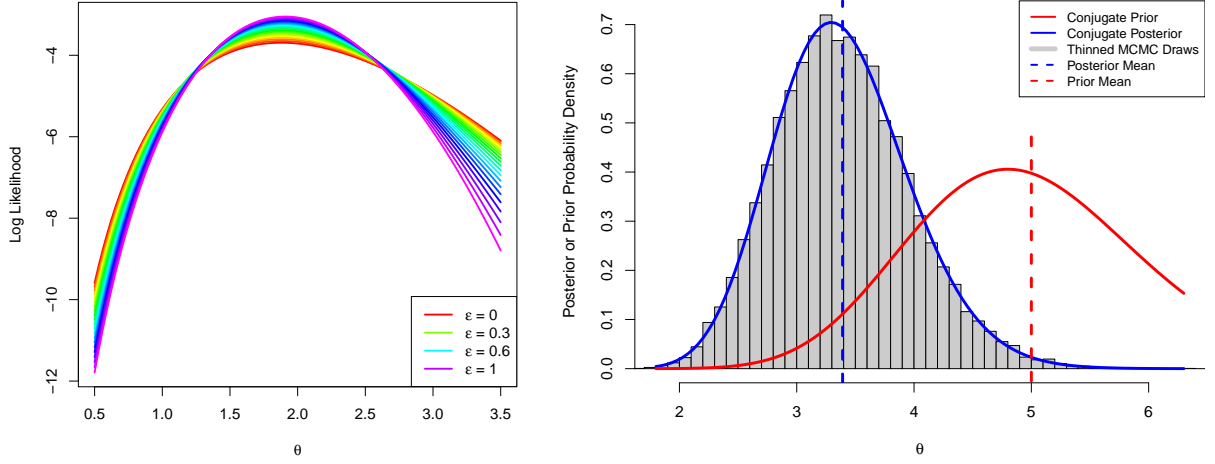 Log Likelihood
-4
-6
-8
-10
-12
0.5
1.0
1.5
2.0
2.5
3.0
3.5
θ
ε = 0
ε = 0.3
ε = 0.6
ε = 1
Posterior or Prior Probability Density
0.7
0.6
0.5
0.4
0.3
0.2
0.1
0.0
2
3
4
5
6
θ
Conjugate Prior
Conjugate Posterior
Thinned MCMC Draws
Posterior Mean
Prior Mean